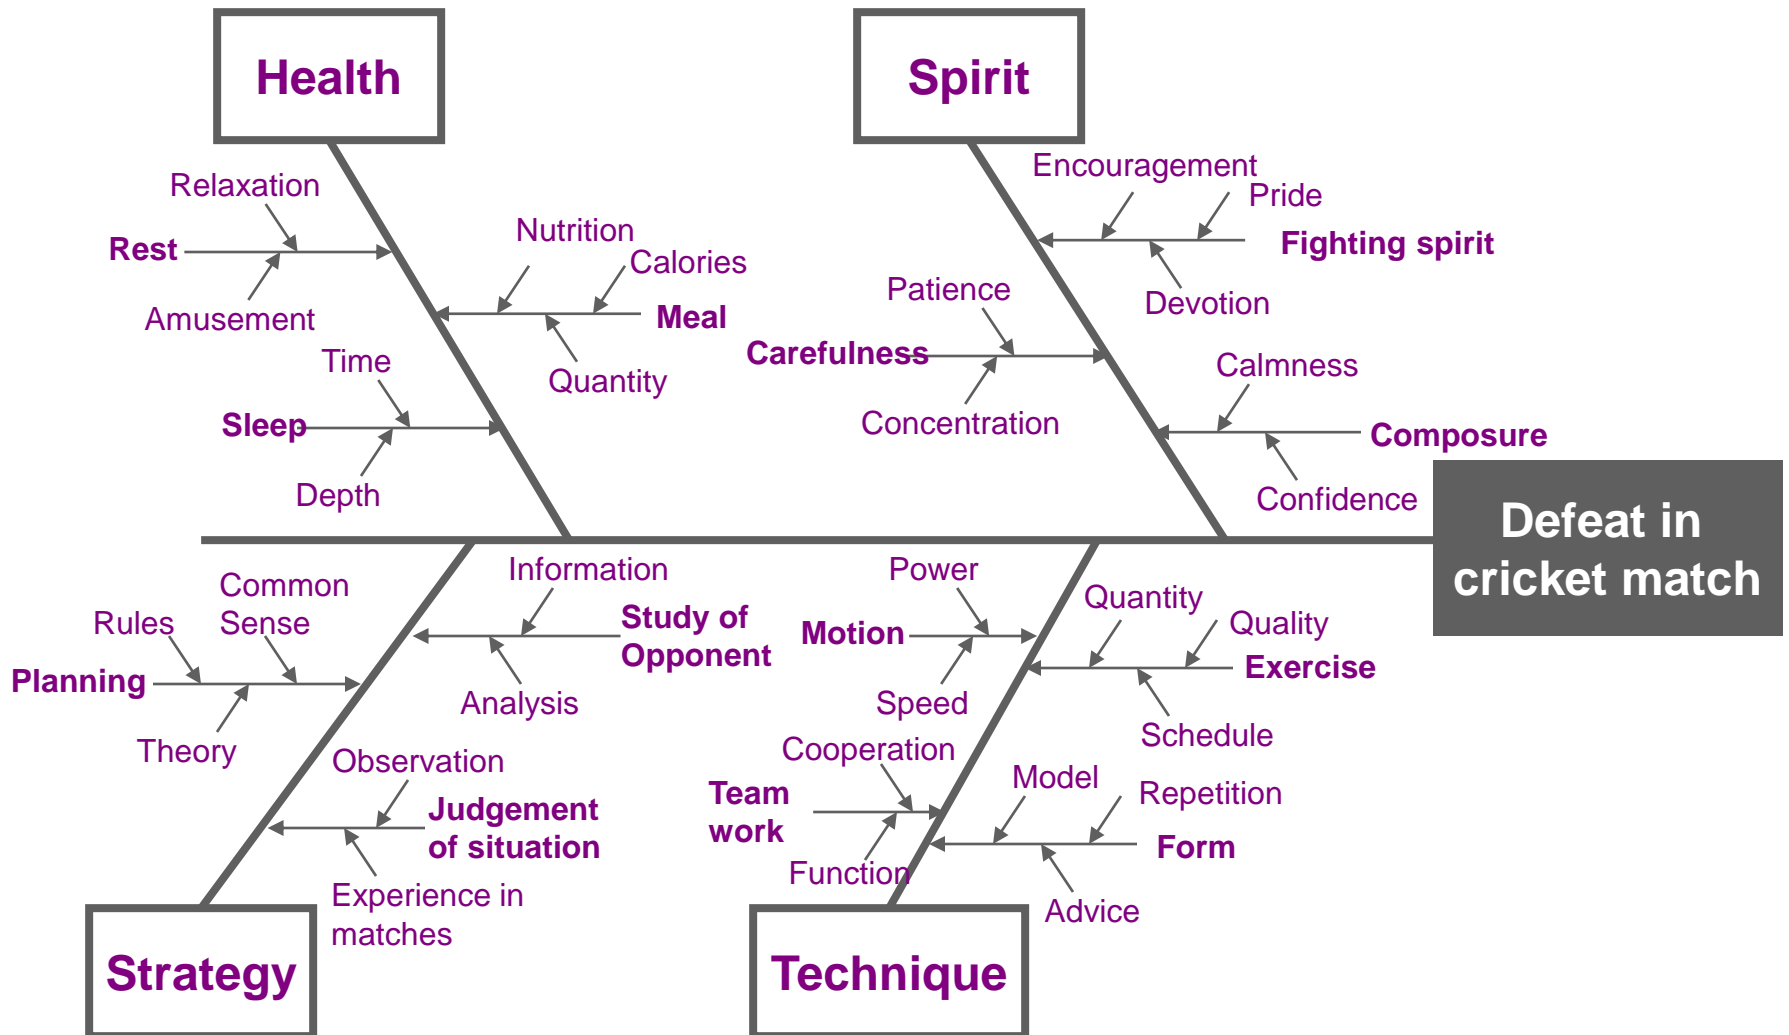 Health
Spirit
Relaxation
Rest
Amusement
Nutrition
Calories
Meal
Quantity
Time
Sleep
Depth
Encouragement
Pride
Fighting spirit
Devotion
Patience
Carefulness
Concentration
Calmness
Composure
Confidence
Defeat in
cricket match
Common
Sense
Rules
Planning
Theory
Information
Study of
Opponent
Analysis
Observation
Judgement
of situation
Experience in
matches
Strategy
Power
Motion
Speed
Quantity
Quality
Exercise
Schedule
Cooperation
Team
work
Function
Model
Repetition
Form
Advice
Technique